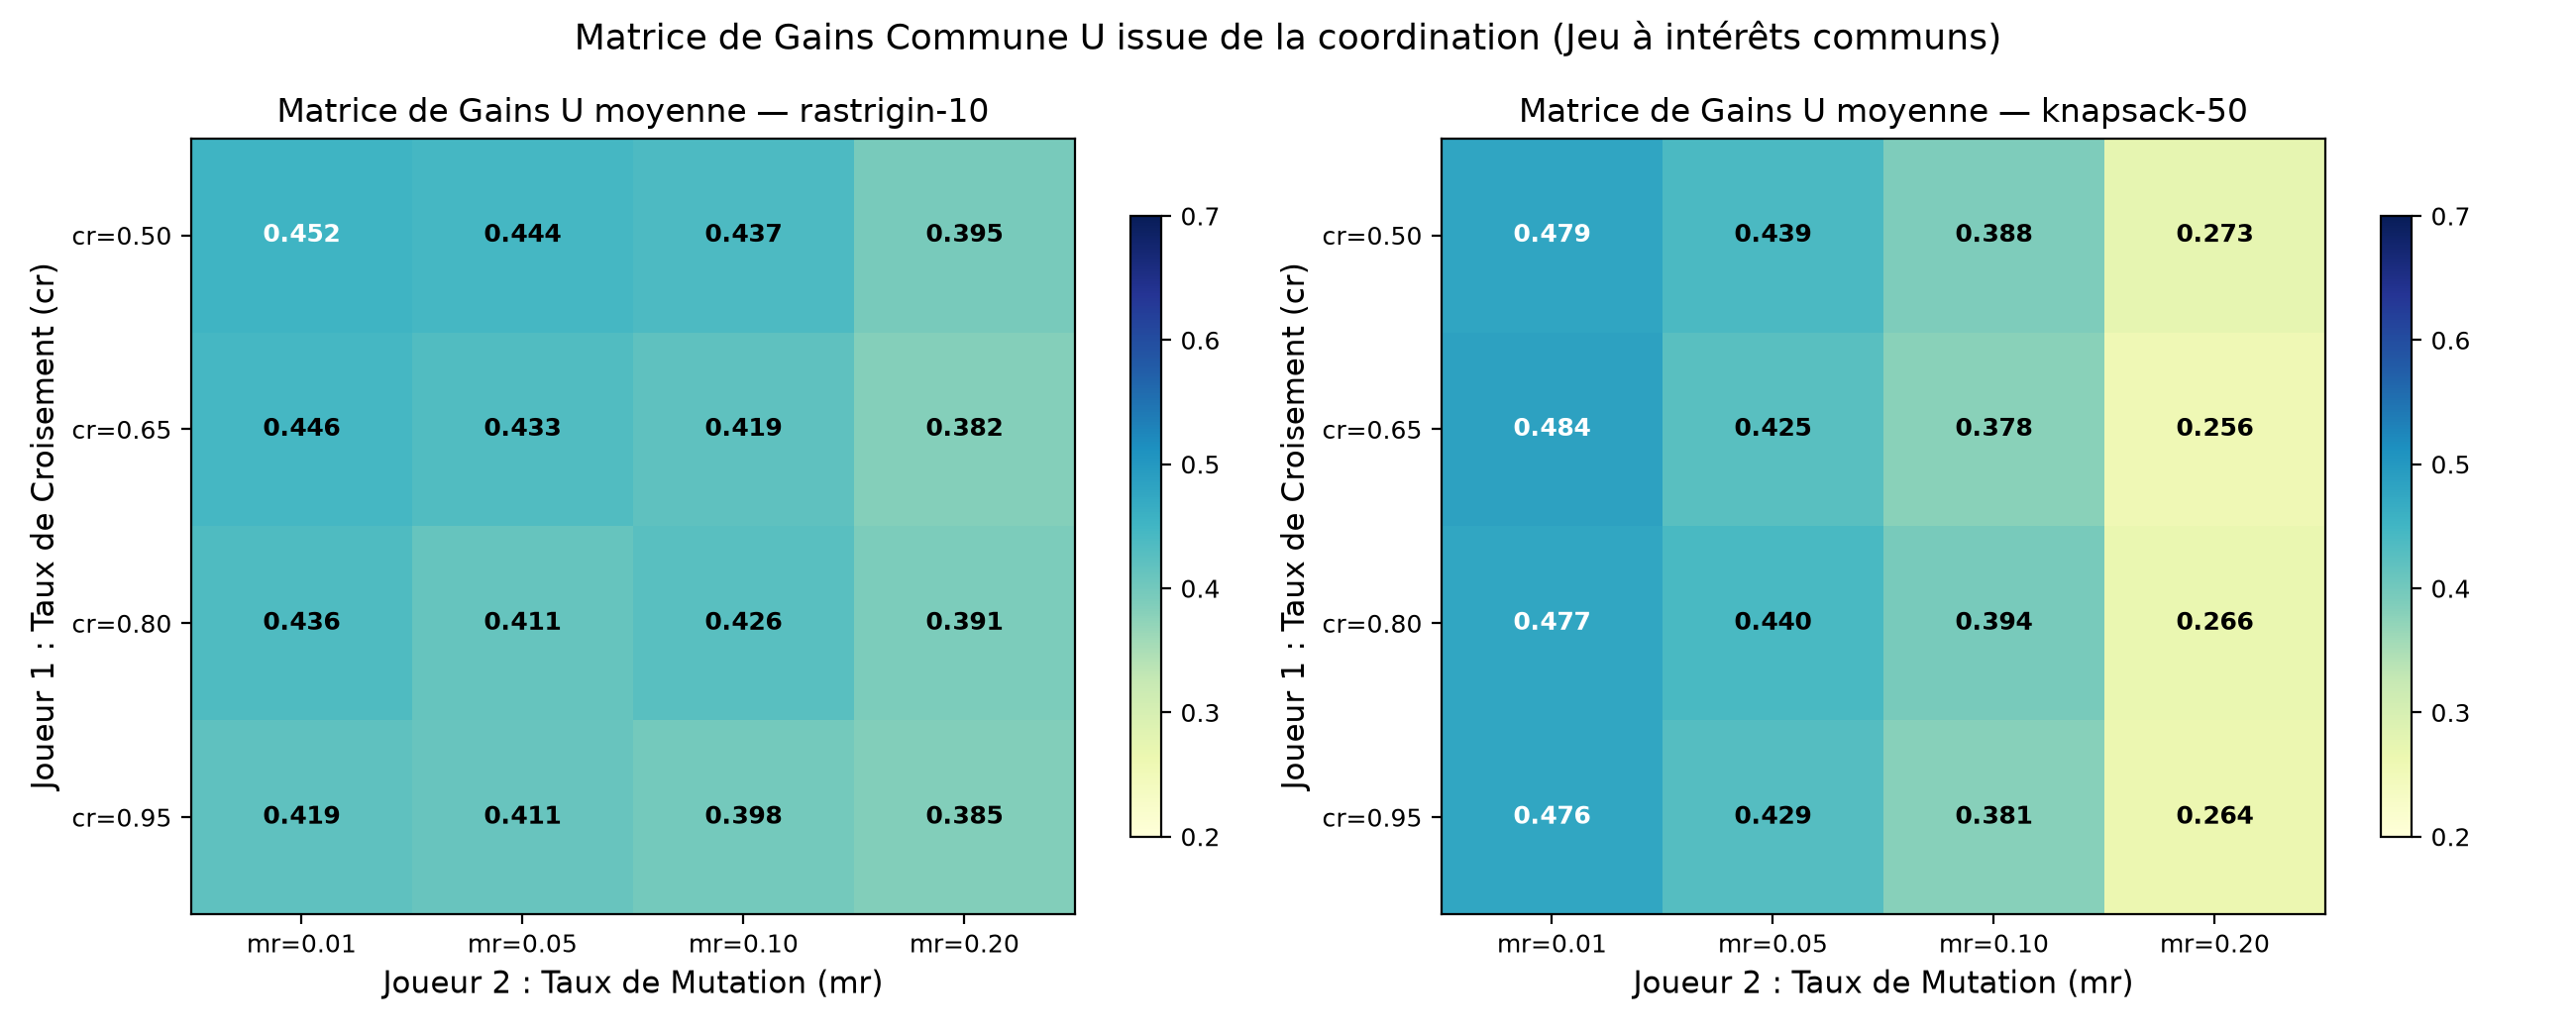 Matrice de Gains Commune U issue de la coordination (Jeu à intérêts communs)
Matrice de Gains U moyenne — rastrigin-10
Joueur 1 : Taux de Croisement (cr)
cr=0.50 0.452 0.444 0.437 0.395
cr=0.65 0.446 0.433 0.419 0.382
cr=0.80 0.436 0.411 0.426 0.391
cr=0.95 0.419 0.411 0.398 0.385
mr=0.01 mr=0.05 mr=0.10 mr=0.20
Joueur 2 : Taux de Mutation (mr)
0.7
0.6
0.5
0.4
0.3
0.2
Matrice de Gains U moyenne — knapsack-50
Joueur 1 : Taux de Croisement (cr)
cr=0.50 0.479 0.439 0.388 0.273
cr=0.65 0.484 0.425 0.378 0.256
cr=0.80 0.477 0.440 0.394 0.266
cr=0.95 0.476 0.429 0.381 0.264
mr=0.01 mr=0.05 mr=0.10 mr=0.20
Joueur 2 : Taux de Mutation (mr)
0.7
0.6
0.5
0.4
0.3
0.2